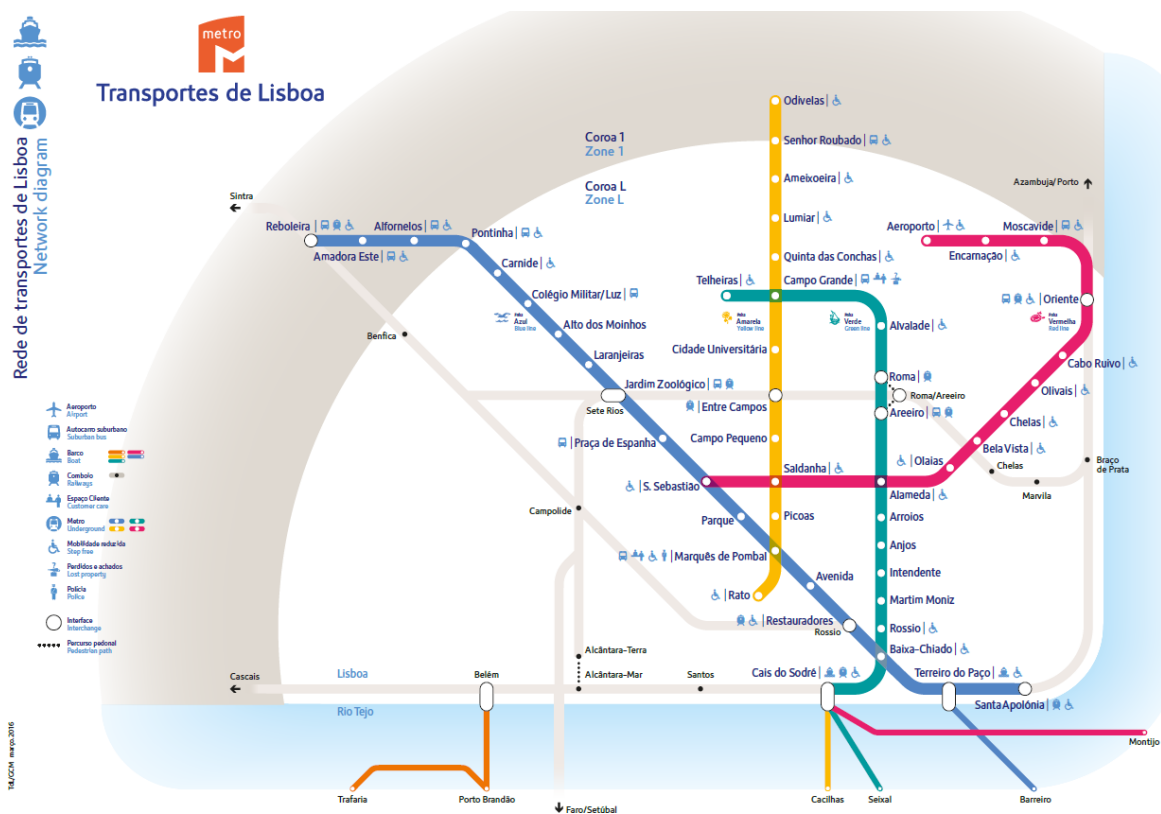 metro
Transportes de Lisboa
Rede de transportes de Lisboa
Network diagram
Coroa 1
Zone 1
Coroa L
Zone L
Odivelas
Senhor Roubado
Ameixoeira
Lumiar
Quinta das Conchas
Campo Grande
Telheiras
Cidade Universitária
Entre Campos
Campo Pequeno
Saldanha
Picoas
Marquês de Pombal
Rato
Sintra
Reboleira
Amadora Este
Alfornelos
Pontinha
Carnide
Colégio Militar/Luz
Alto dos Moinhos
Laranjeiras
Jardim Zoológico
Sete Rios
Praça de Espanha
S. Sebastião
Parque
Avenida
Restauradores
Rossio
Baixa-Chiado
Terreiro do Paço
Santa Apolónia
Linha
Azul
Blue line
Linha
Amarela
Yellow line
Linha
Verde
Green line
Linha
Vermelha
Red line
Azambuja/Porto
Aeroporto
Encarnação
Moscavide
Oriente
Cabo Ruivo
Olivais
Chelas
Bela Vista
Olaias
Alameda
Alvalade
Roma
Roma/Areeiro
Areeiro
Arroios
Anjos
Intendente
Martim Moniz
Rossio
Cais do Sodré
Chelas
Marvila
Braço
de Prata
Benfica
Campolide
Alcântara-Terra
Alcântara-Mar
Santos
Belém
Cascais
Lisboa
Rio Tejo
Trafaria
Porto Brandão
Faro/Setúbal
Cacilhas
Seixal
Barreiro
Montijo
Aeroporto
Airport
Autocarro suburbano
Suburban bus
Barco
Boat
Comboio
Railways
Espaço Cliente
Customer care
Metro
Underground
Mobilidade reduzida
Step free
Perdidos e achados
Lost property
Polícia
Police
Interface
Interchange
Percurso pedonal
Pedestrian path
março, 2016